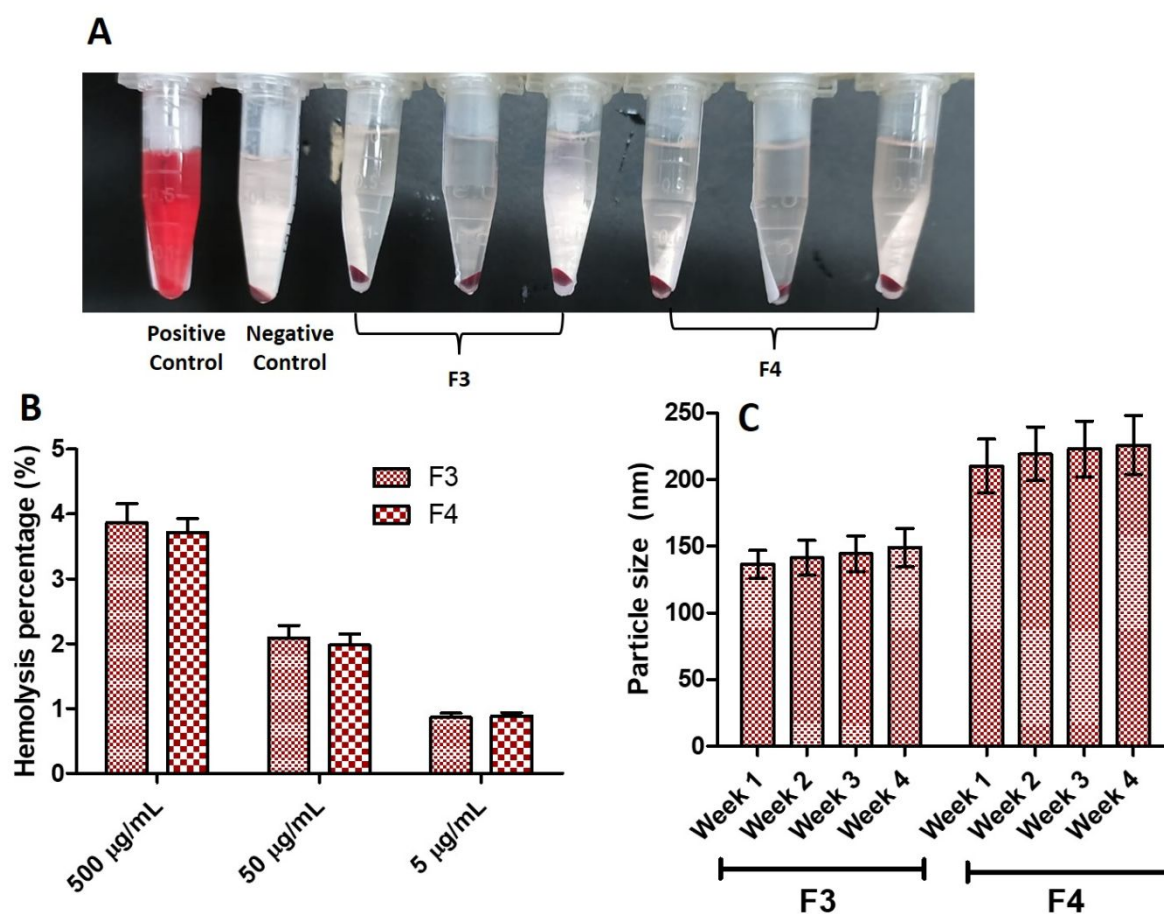 A
Positive
Control
Negative
Control
F3
F4
B
Hemolysis percentage (%)
5
4
3
2
1
0
F3
F4
500 µg/mL
50 µg/mL
5 µg/mL
C
Particle size (nm)
250
200
150
100
50
0
Week 1
Week 2
Week 3
Week 4
Week 1
Week 2
Week 3
Week 4
F3
F4